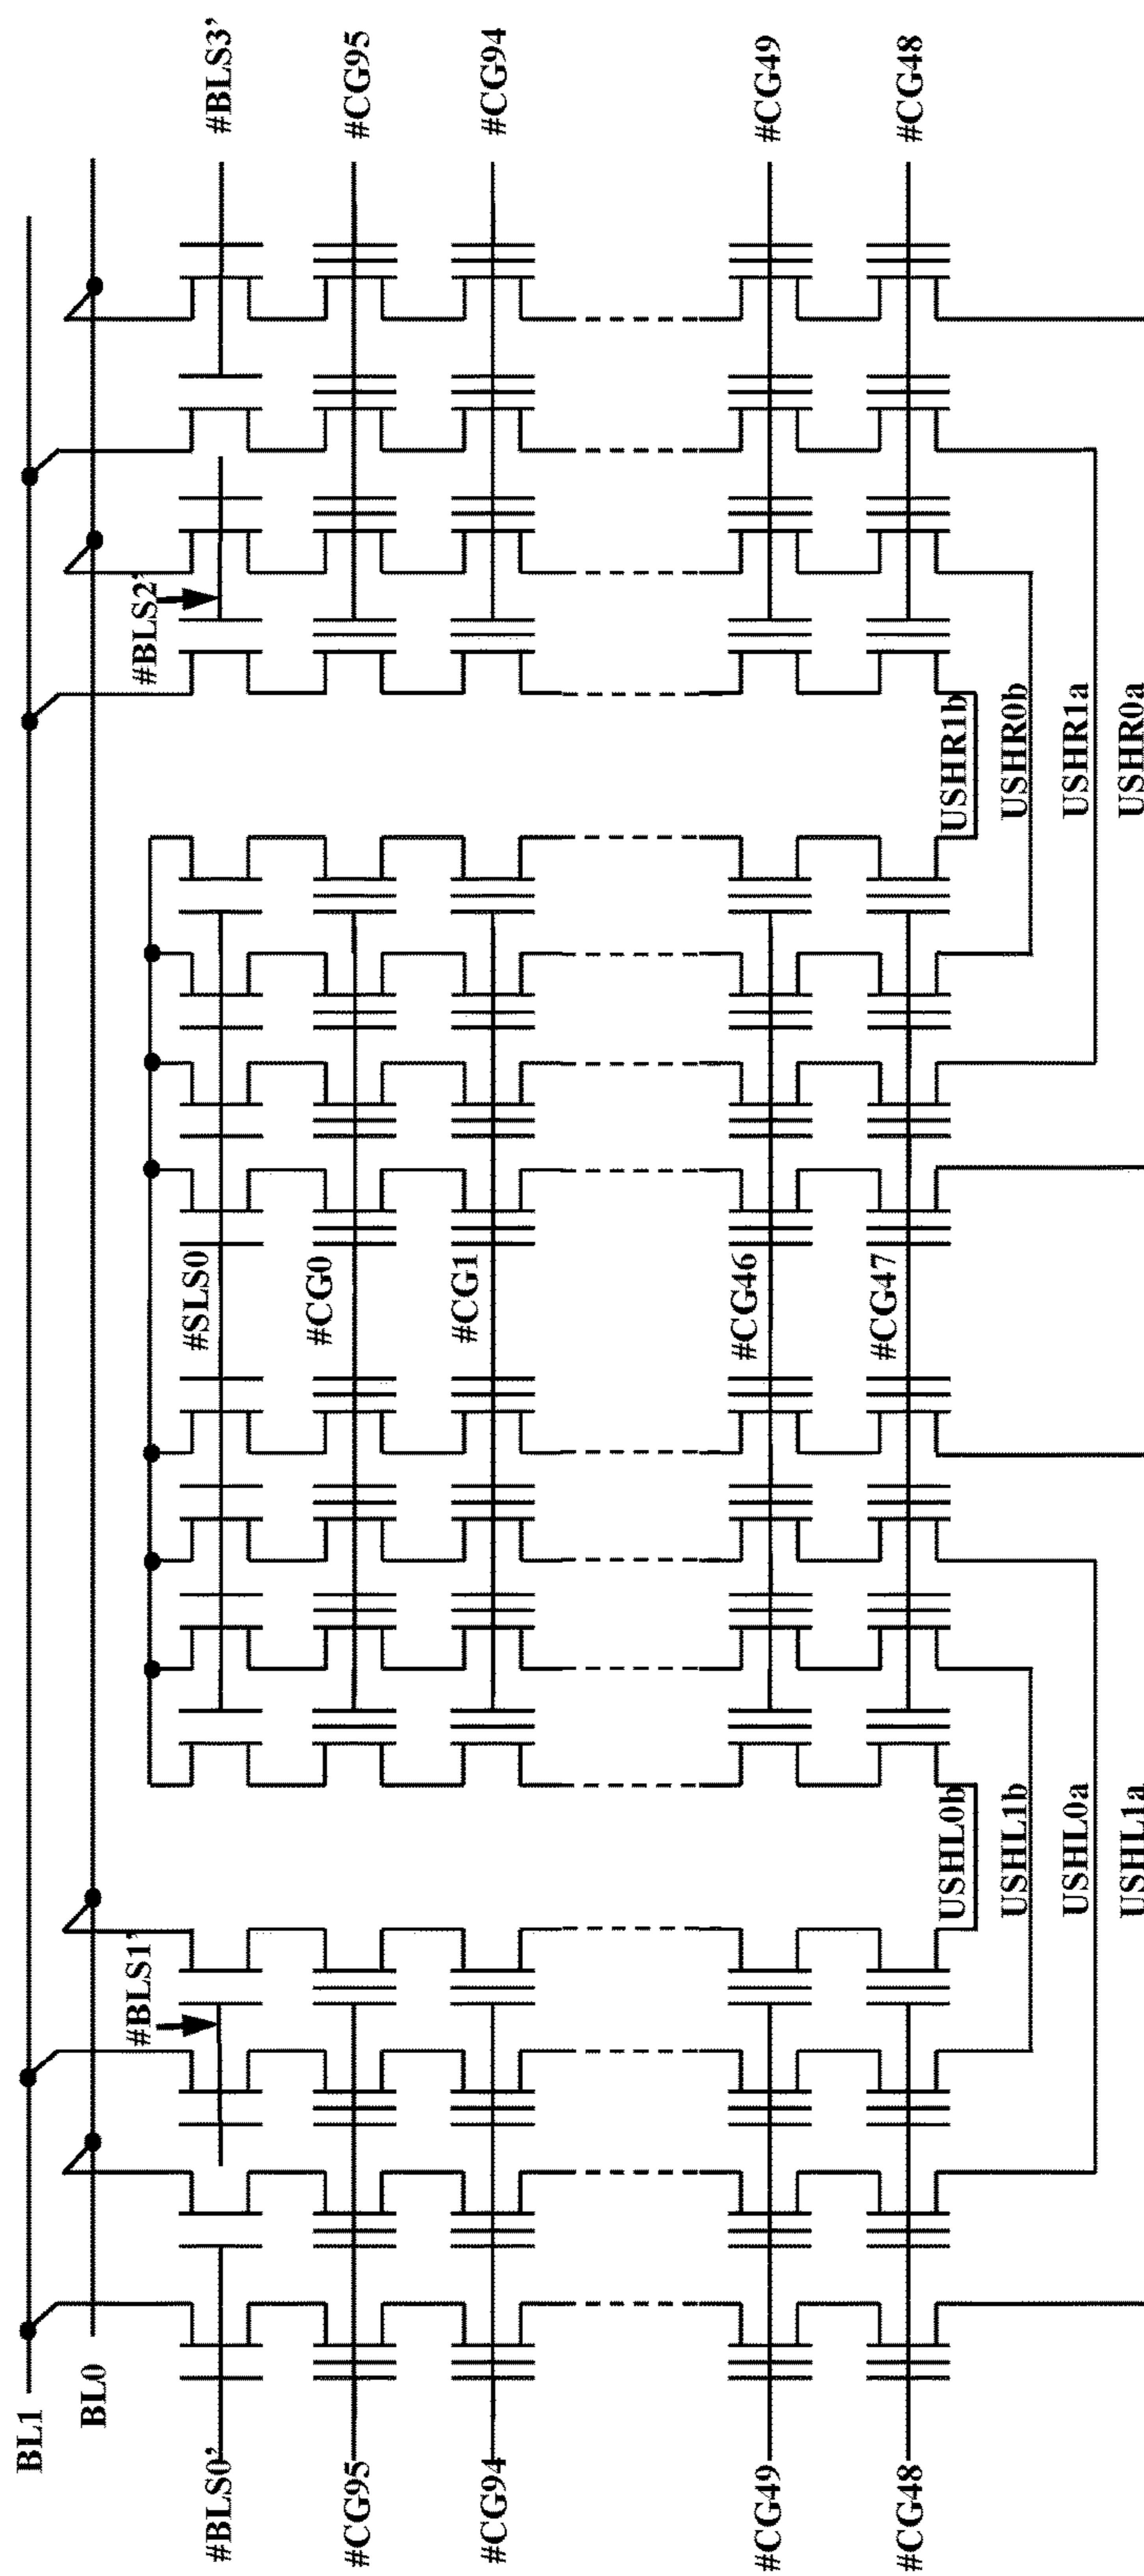 BL1
BL0
#BLS0'
#CG95
#CG94
#CG49
#CG48
#BLS1'
USHL0b
USHL1b
USHL0a
USHL1a
#SLS0
#CG0
#CG1
#CG46
#CG47
USHR1b
USHR0b
USHR1a
USHR0a
#BLS2'
#BLS3'
#CG95
#CG94
#CG49
#CG48